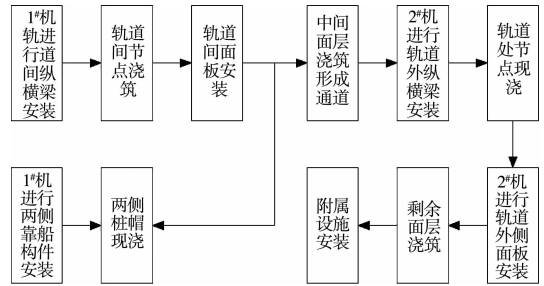 1#机
轨进
行道
间纵
横梁
安装
轨道
间节
点浇
筑
轨道
间面
板安
装
中间
面层
浇筑
形成
通道
2#机
进行
轨道
外纵
横梁
安装
轨道
处节
点现
浇
1#机
进行
两侧
靠船
构件
安装
两侧
桩帽
现浇
附属
设施
安装
剩余
面层
浇筑
2#机
进行
轨道
外侧
面板
安装